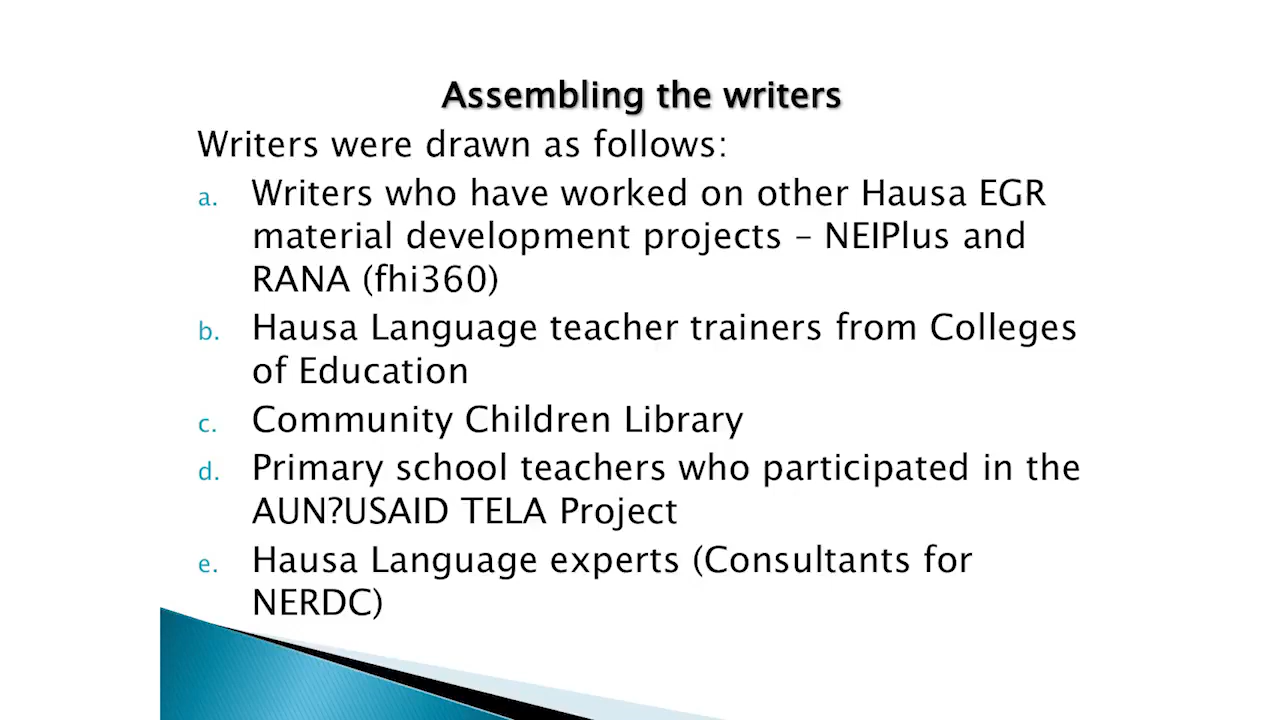 Assembling the writers
Writers were drawn as follows:
a. Writers who have worked on other Hausa EGR
material development projects – NEIPlus and
RANA (fhi360)
b. Hausa Language teacher trainers from Colleges
of Education
c. Community Children Library
d. Primary school teachers who participated in the
AUN?USAID TELA Project
e. Hausa Language experts (Consultants for
NERDC)